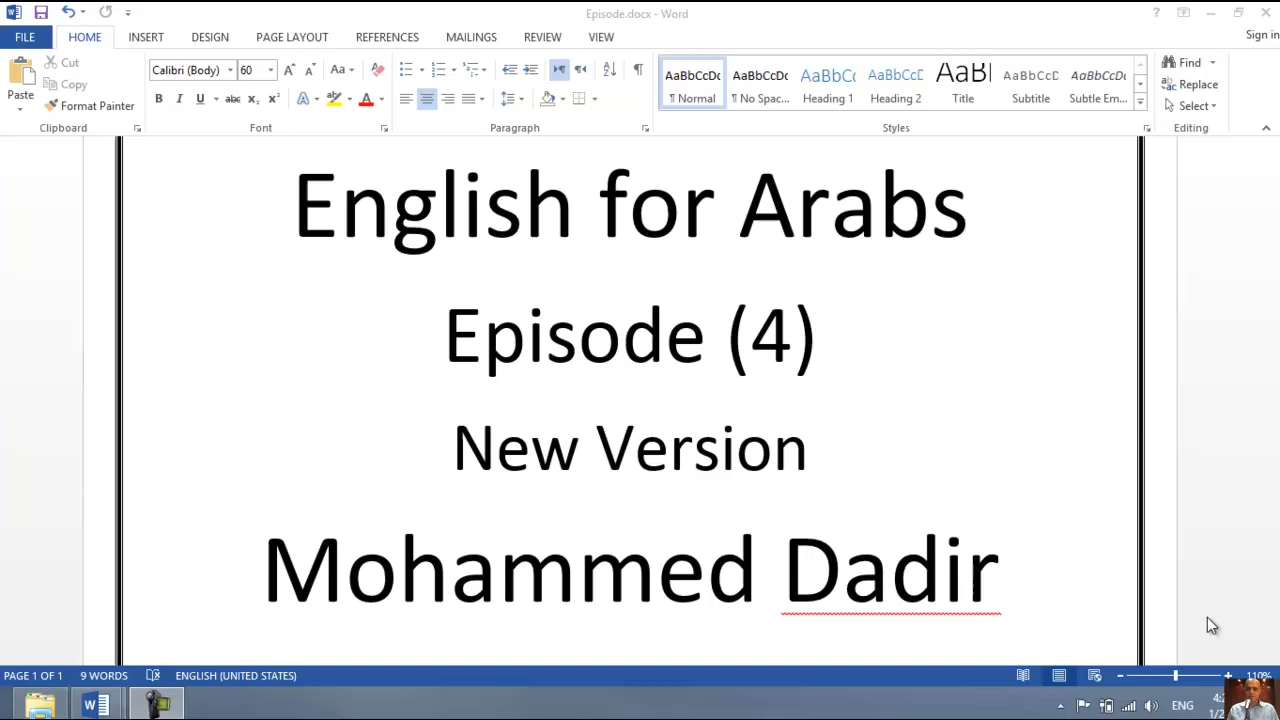 Episode.docx - Word
Sign in
FILE HOME INSERT DESIGN PAGE LAYOUT REFERENCES MAILINGS REVIEW VIEW
Paste
Cut
Copy
Format Painter
Clipboard
Calibri (Body) 60
Font
Paragraph
AaBbCcDc AaBbCcDc AaBbCc AaBbCcD AaB AaBbCcD AaBbCcDc
¶ Normal ¶ No Spac... Heading 1 Heading 2 Title Subtitle Subtle Em...
Styles
Find
Replace
Select
Editing
English for Arabs
Episode (4)
New Version
Mohammed Dadir
PAGE 1 OF 1 9 WORDS ENGLISH (UNITED STATES) 110%
ENG